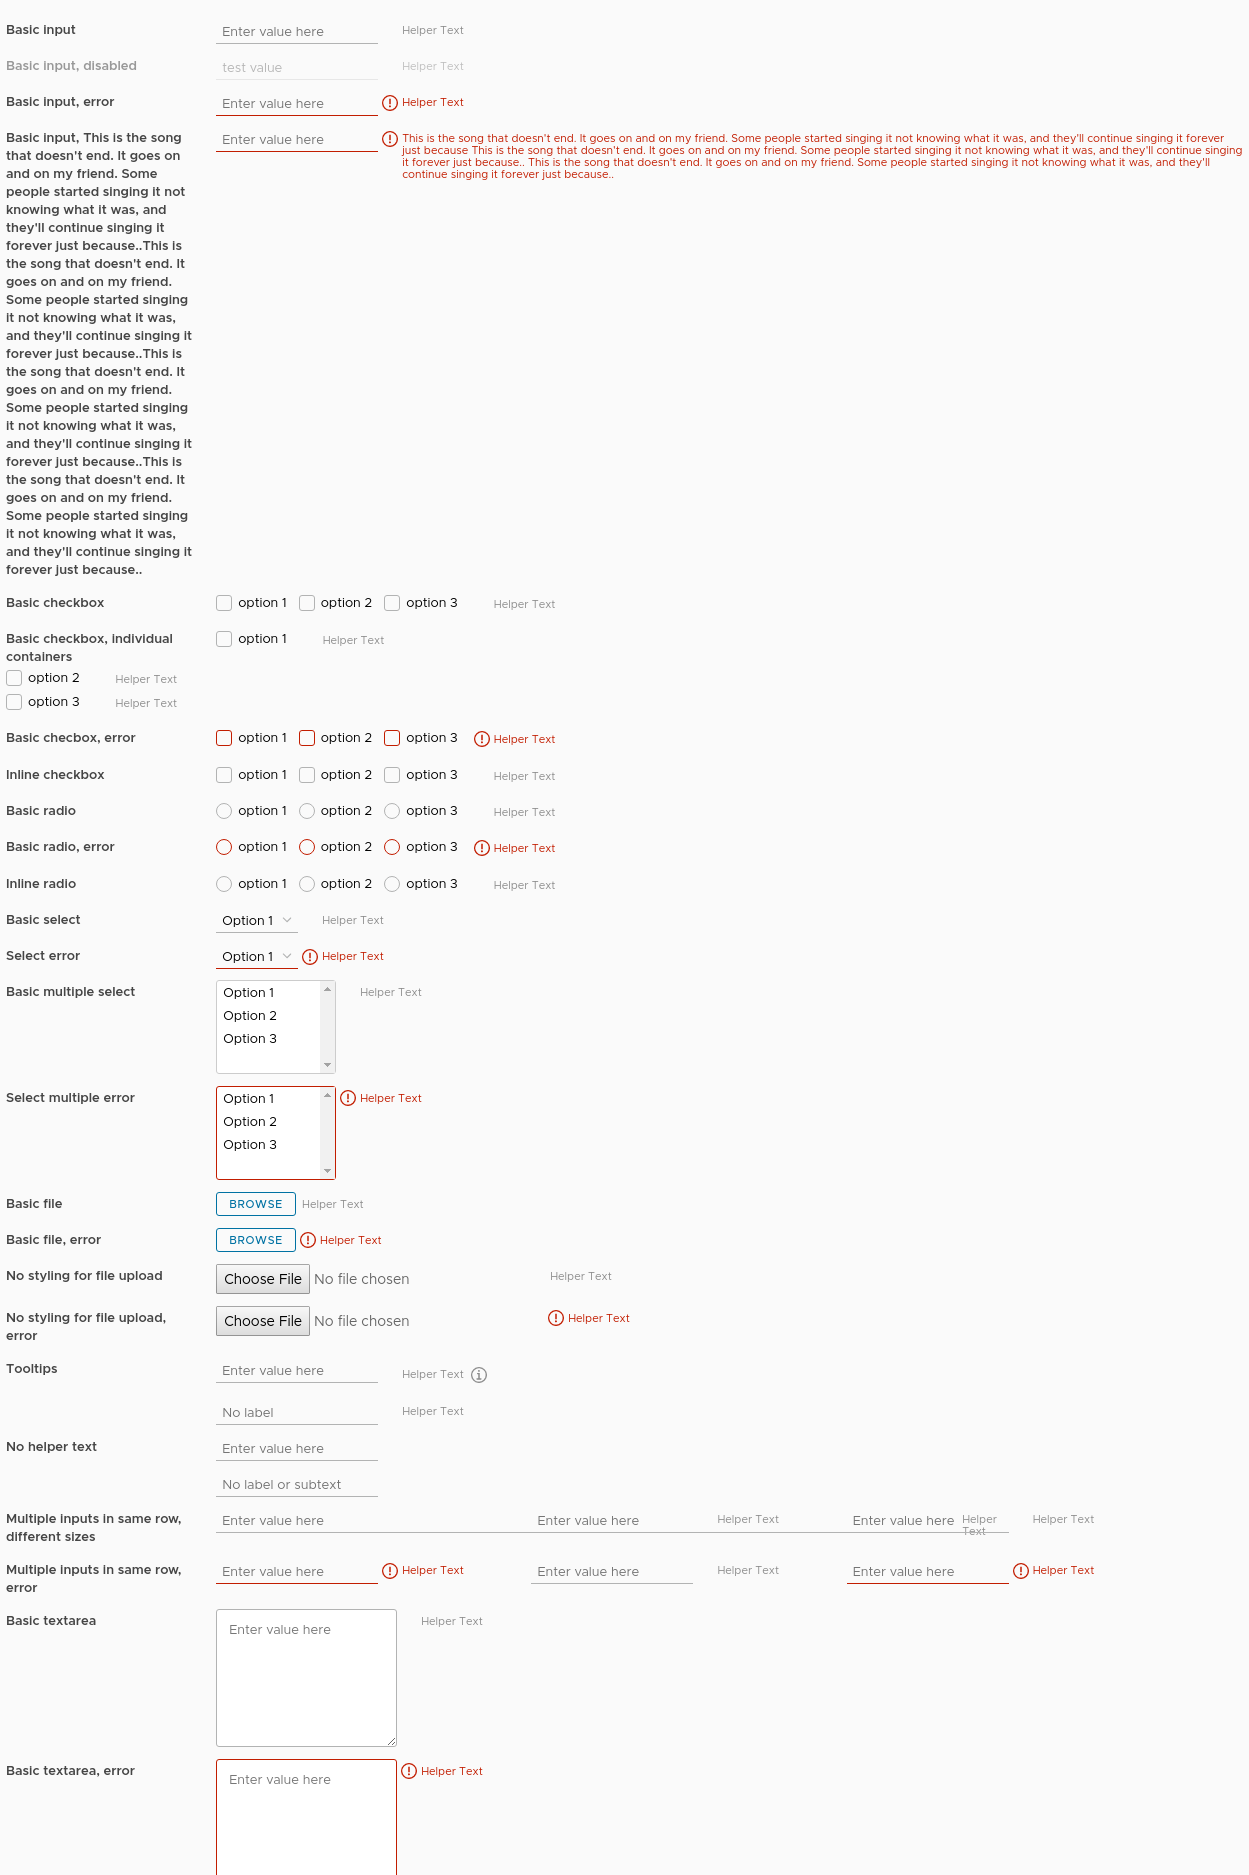 Basic input Enter value here Helper Text
Basic input, disabled test value Helper Text
Basic input, error Enter value here Helper Text
Basic input, This is the song
that doesn't end. It goes on
and on my friend. Some
people started singing it not
knowing what it was, and
they'll continue singing it
forever just because..This is
the song that doesn't end. It
goes on and on my friend.
Some people started singing
it not knowing what it was,
and they'll continue singing it
forever just because..This is
the song that doesn't end. It
goes on and on my friend.
Some people started singing
it not knowing what it was,
and they'll continue singing it
forever just because..This is
the song that doesn't end. It
goes on and on my friend.
Some people started singing
it not knowing what it was,
and they'll continue singing it
forever just because..
Enter value here
This is the song that doesn't end. It goes on and on my friend. Some people started singing it not knowing what it was, and they'll continue singing it forever
just because This is the song that doesn't end. It goes on and on my friend. Some people started singing it not knowing what it was, and they'll continue singing
it forever just because.. This is the song that doesn't end. It goes on and on my friend. Some people started singing it not knowing what it was, and they'll
continue singing it forever just because..
Basic checkbox option 1 option 2 option 3 Helper Text
Basic checkbox, individual
containers
option 1 Helper Text
option 2 Helper Text
option 3 Helper Text
Basic checbox, error option 1 option 2 option 3 Helper Text
Inline checkbox option 1 option 2 option 3 Helper Text
Basic radio option 1 option 2 option 3 Helper Text
Basic radio, error option 1 option 2 option 3 Helper Text
Inline radio option 1 option 2 option 3 Helper Text
Basic select Option 1 Helper Text
Select error Option 1 Helper Text
Basic multiple select Option 1 Helper Text
Option 2
Option 3
Select multiple error Option 1 Helper Text
Option 2
Option 3
Basic file BROWSE Helper Text
Basic file, error BROWSE Helper Text
No styling for file upload Choose File No file chosen Helper Text
No styling for file upload,
error
Choose File No file chosen Helper Text
Tooltips Enter value here Helper Text
No label Helper Text
No helper text Enter value here
No label or subtext
Multiple inputs in same row,
different sizes
Enter value here Enter value here Helper Text Enter value here Helper
Text
Helper Text
Multiple inputs in same row,
error
Enter value here Helper Text Enter value here Helper Text Enter value here Helper Text
Basic textarea Enter value here Helper Text
Basic textarea, error Enter value here Helper Text